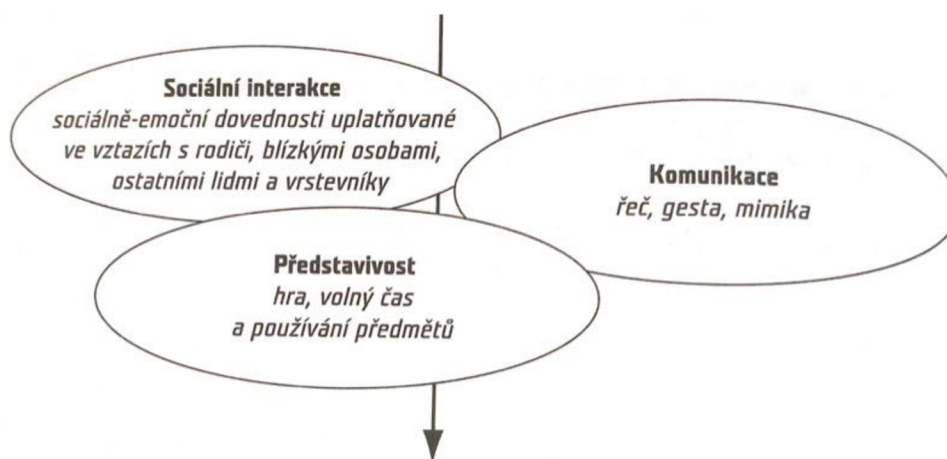 Sociální interakce
sociálně-emoční dovednosti uplatňované
ve vztazích s rodiči, blízkými osobami,
ostatními lidmi a vrstevníky
Komunikace
řeč, gesta, mimika
Představivost
hra, volný čas
a používání předmětů